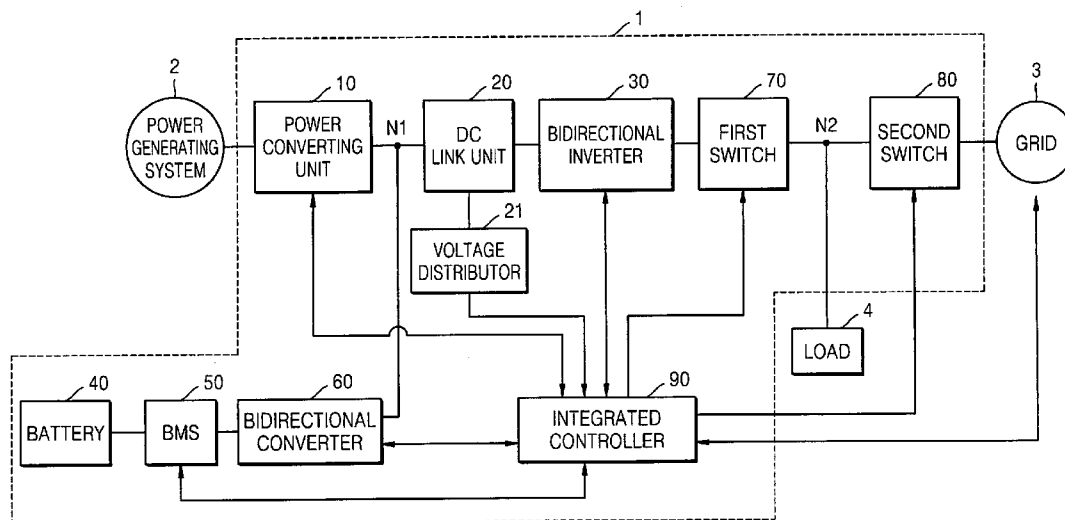 1
2
POWER
GENERATING
SYSTEM
10
POWER
CONVERTING
UNIT
N1
20
DC
LINK UNIT
30
BIDIRECTIONAL
INVERTER
70
FIRST
SWITCH
N2
80
SECOND
SWITCH
3
GRID
21
VOLTAGE
DISTRIBUTOR
4
LOAD
40
BATTERY
50
BMS
60
BIDIRECTIONAL
CONVERTER
90
INTEGRATED
CONTROLLER